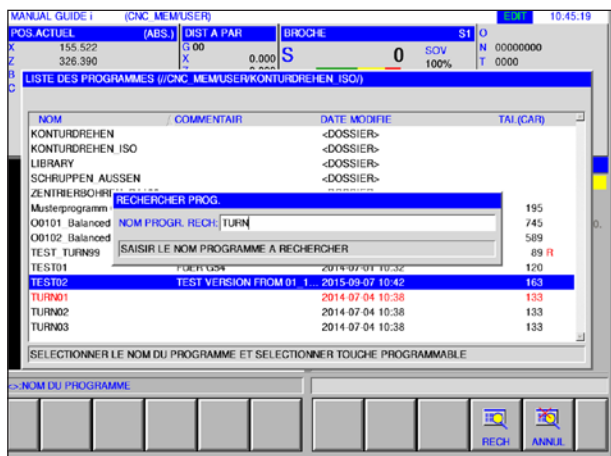 MANUAL GUIDE i (CNC_MEM/USER) EDIT 10:45:19
POS.ACTUEL (ABS.) DIST A PAR BROCHE S1 O
X 155.522 G 00 S 0 SOV N 00000000
Z 326.390 X 0.000 100% T 0000
B
C
LISTE DES PROGRAMMES (//CNC_MEM/USER/KONTURDREHEN_ISO/)
NOM COMMENTAIR DATE MODIFIE TAI.(CAR)
KONTURDREHEN <DOSSIER>
KONTURDREHEN_ISO <DOSSIER>
LIBRARY <DOSSIER>
SCHRUPPEN_AUSSEN <DOSSIER>
RECHERCHER PROG.
Musterprogramm 195
O0101_Balanced NOM PROGR. RECH: TURN 745
O0102_Balanced 589
TEST_TURN99 SAISIR LE NOM PROGRAMME A RECHERCHER 89 R
TEST01 FUER G54 2014-07-01 10:32 120
TEST02 TEST VERSION FROM 01_1... 2015-09-07 10:42 163
TURN01 2014-07-04 10:38 133
TURN02 2014-07-04 10:38 133
TURN03 2014-07-04 10:38 133
SELECTIONNER LE NOM DU PROGRAMME ET SELECTIONNER TOUCHE PROGRAMMABLE
<>:NOM DU PROGRAMME
RECH ANNUL